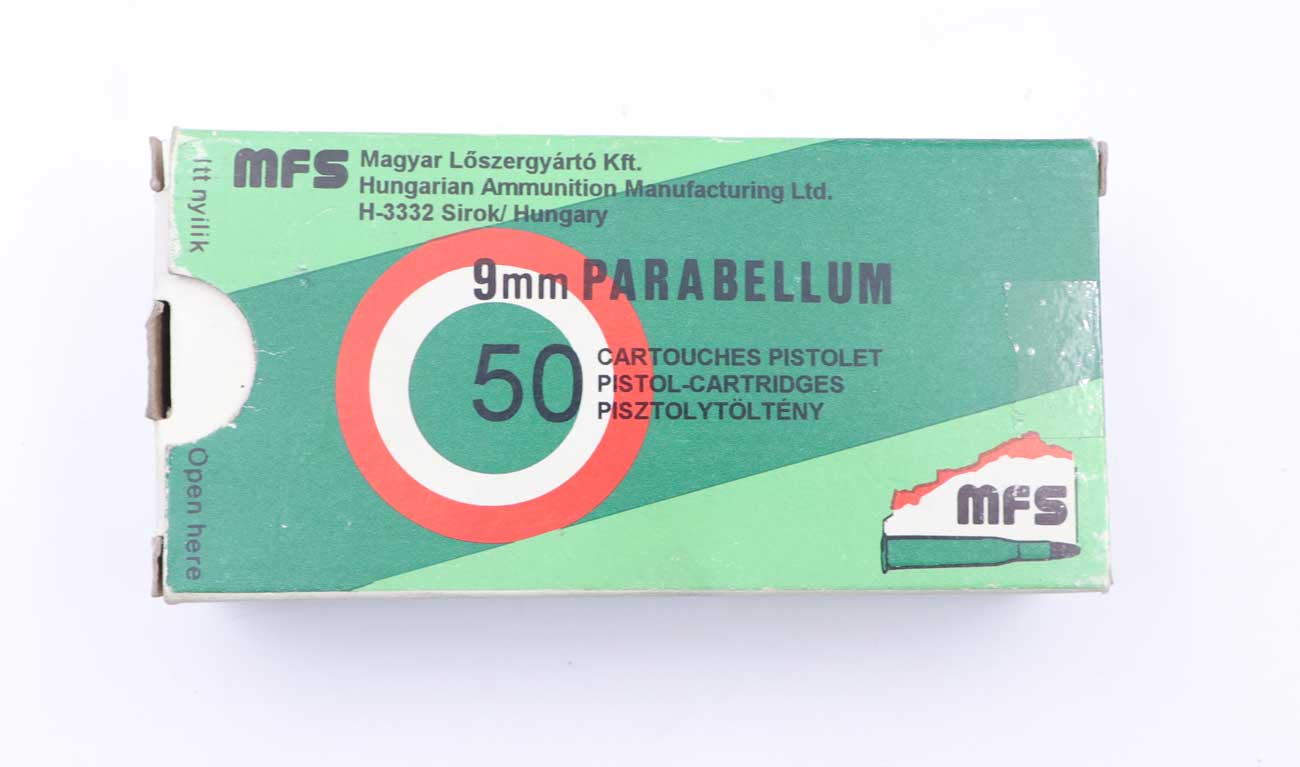 Itt nyílik
MFS
Magyar Lőszergyártó Kft.
Hungarian Ammunition Manufacturing Ltd.
H-3332 Sirok/ Hungary
9mm PARABELLUM
50
CARTOUCHES PISTOLET
PISTOL-CARTRIDGES
PISZTOLYTÖLTÉNY
Open here
MFS